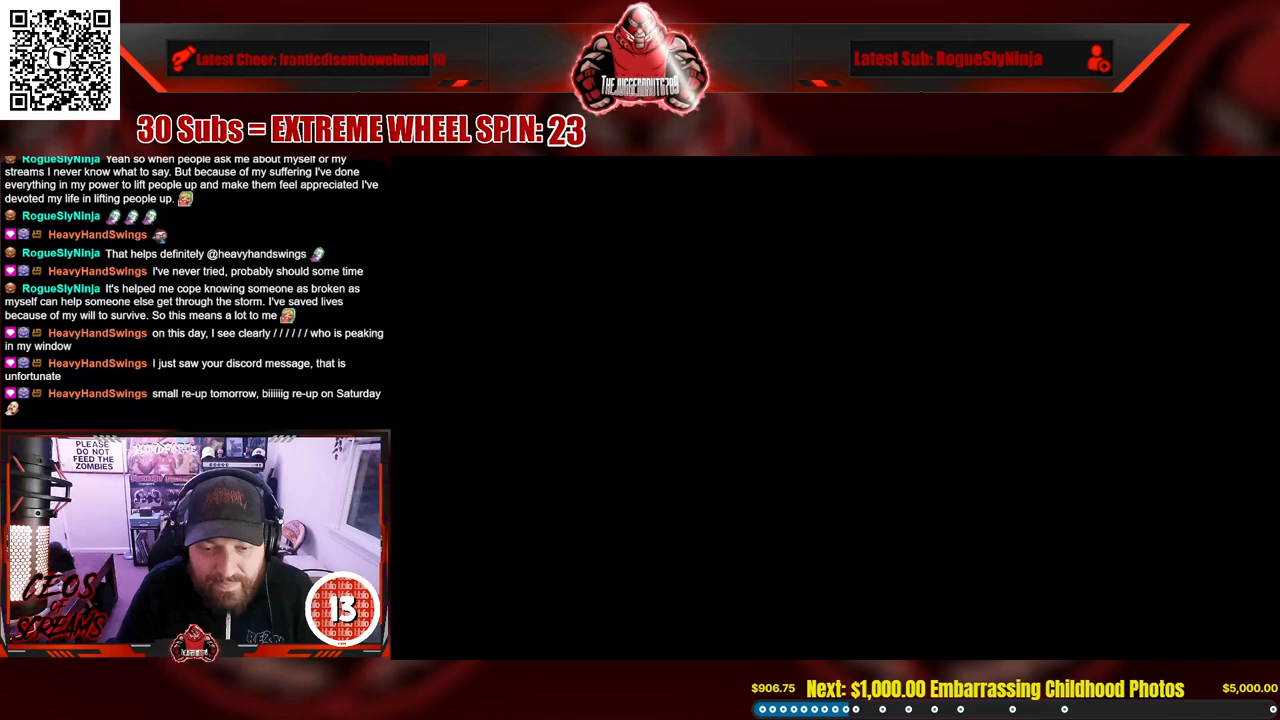 Latest Cheer: franticdisembowelment 10
THEJUGGERNAUT6789
Latest Sub: RogueSlyNinja
30 Subs = EXTREME WHEEL SPIN: 23
RogueSlyNinja Yeah so when people ask me about myself or my
streams I never know what to say. But because of my suffering I've done
everything in my power to lift people up and make them feel appreciated I've
devoted my life in lifting people up.
RogueSlyNinja
HeavyHandSwings
RogueSlyNinja That helps definitely @heavyhandswings
HeavyHandSwings I've never tried, probably should some time
RogueSlyNinja It's helped me cope knowing someone as broken as
myself can help someone else get through the storm. I've saved lives
because of my will to survive. So this means a lot to me
HeavyHandSwings on this day, I see clearly / / / / / / who is peaking
in my window
HeavyHandSwings I just saw your discord message, that is
unfortunate
HeavyHandSwings small re-up tomorrow, biiiiiig re-up on Saturday
PLEASE
DO NOT
FEED THE
ZOMBIES
CEOS
OF
SCREAMS
13
$906.75 Next: $1,000.00 Embarrassing Childhood Photos $5,000.00